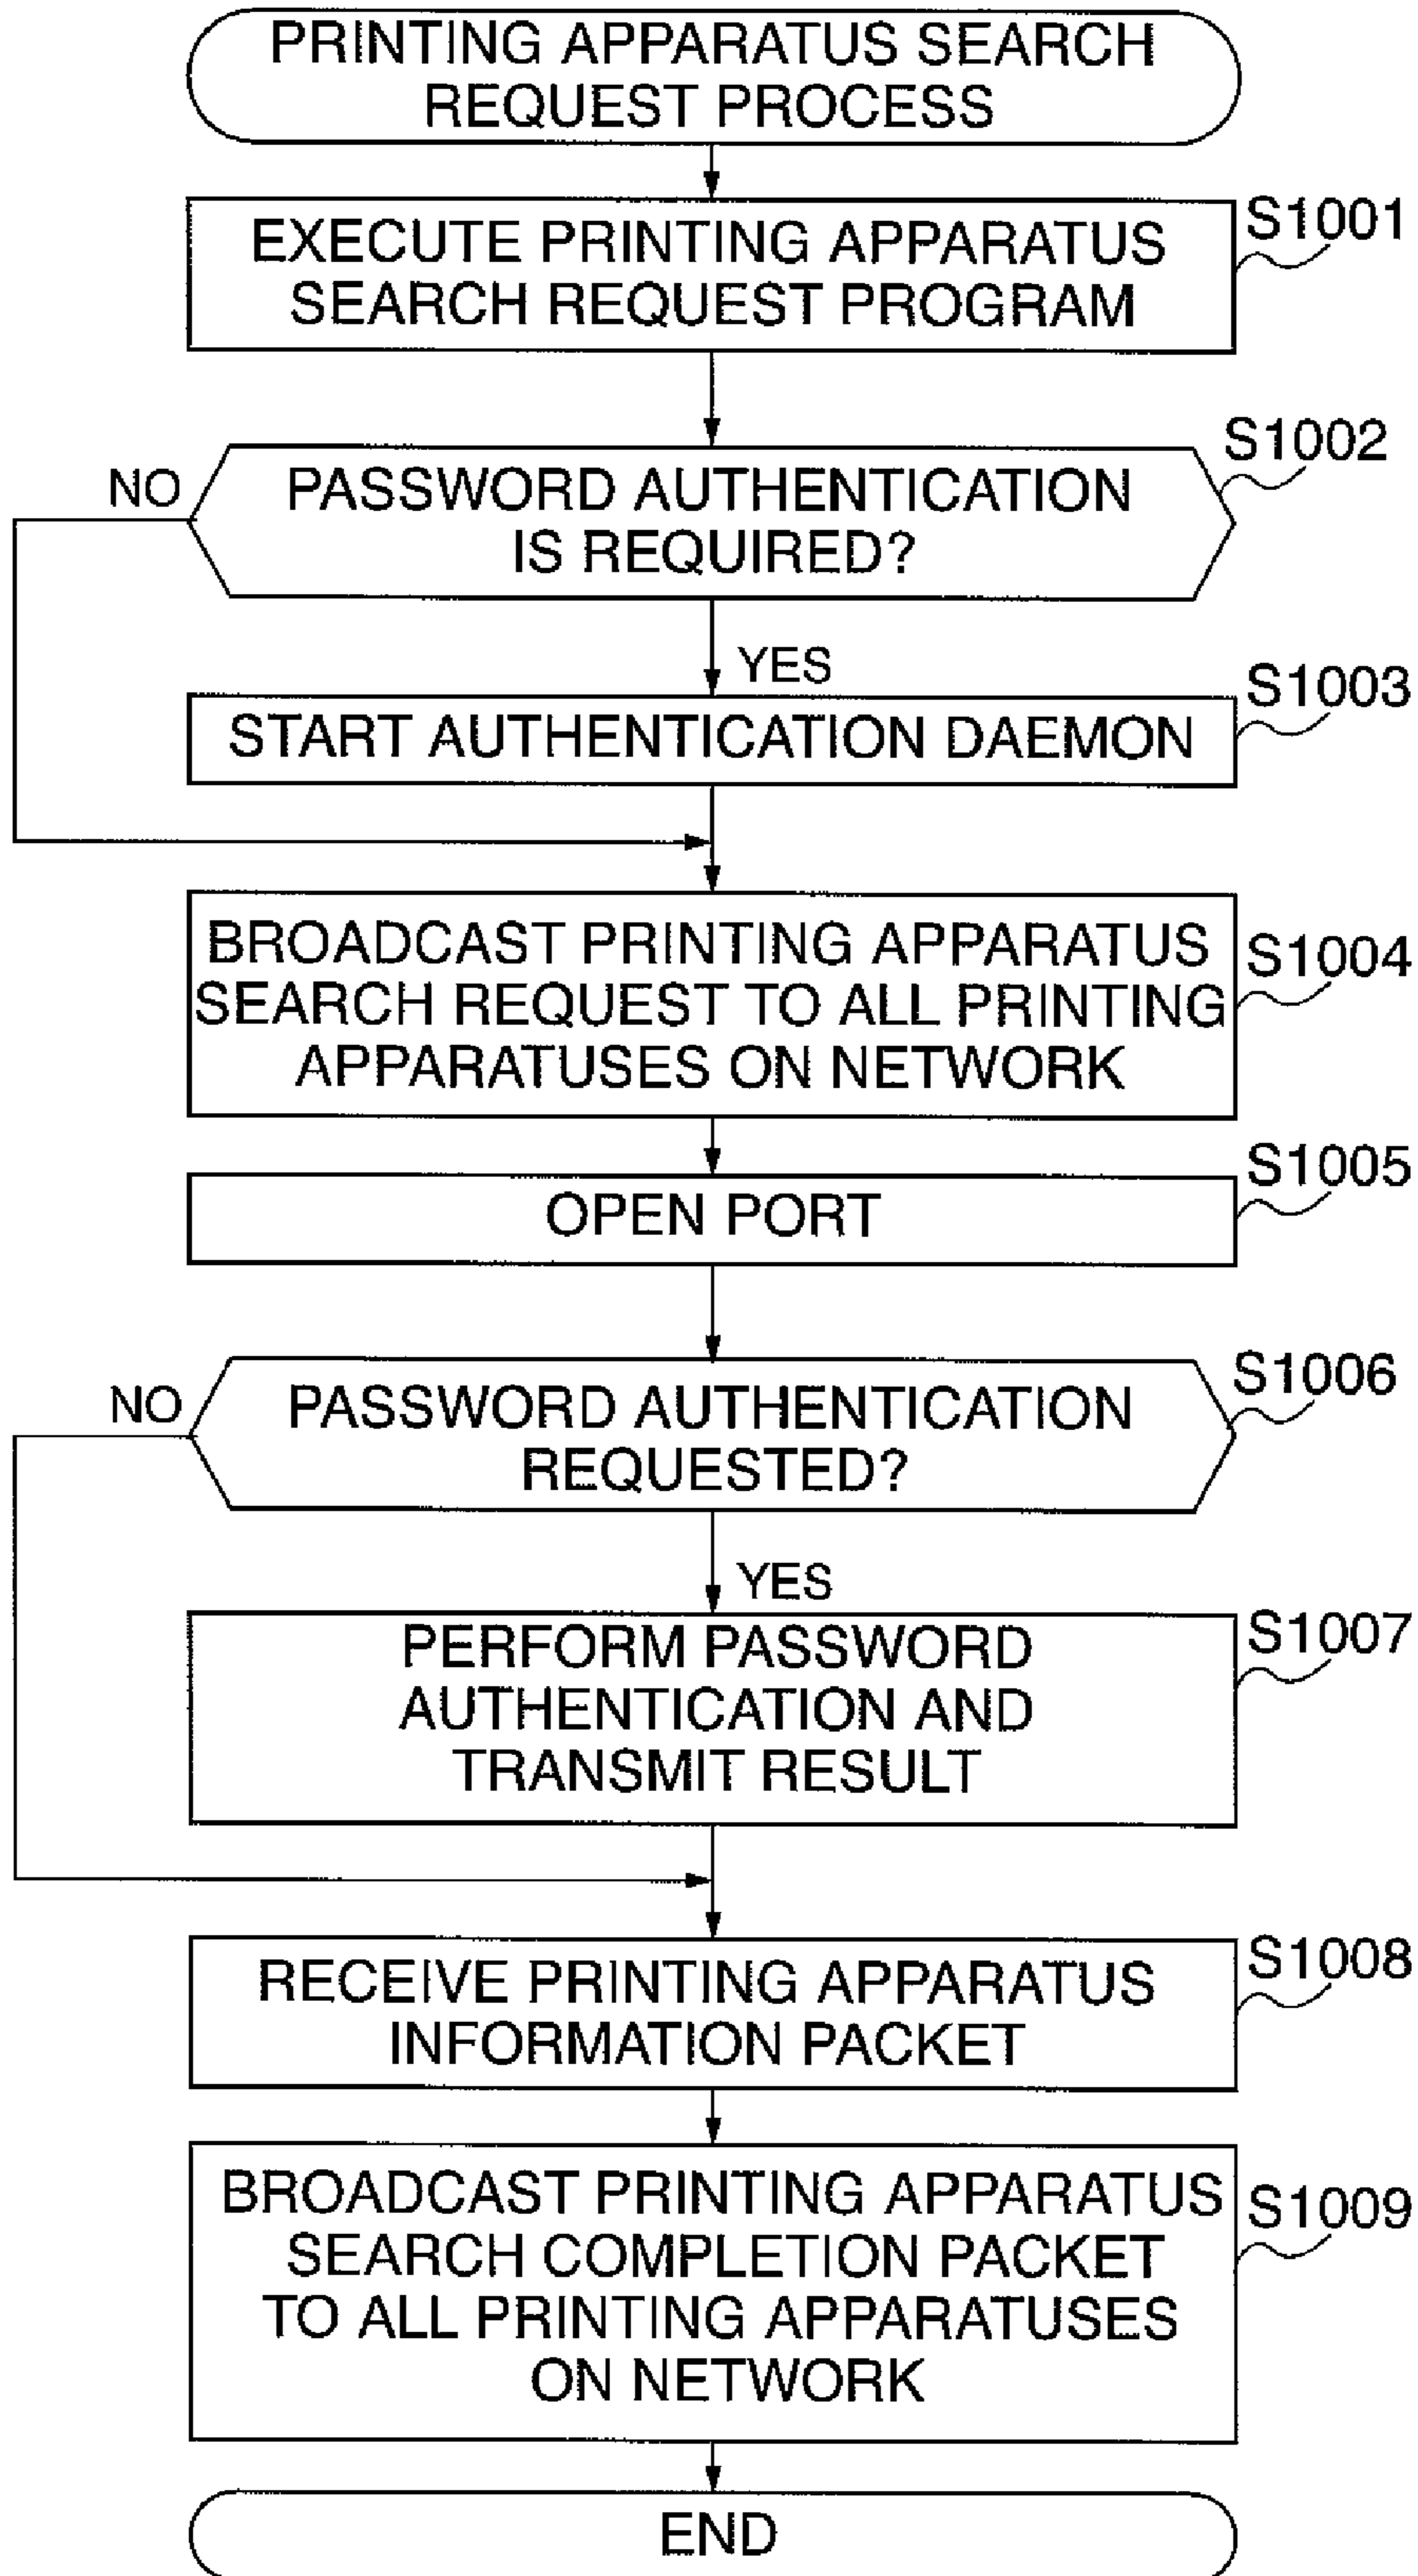 PRINTING APPARATUS SEARCH
REQUEST PROCESS
S1001
EXECUTE PRINTING APPARATUS
SEARCH REQUEST PROGRAM
S1002
NO
PASSWORD AUTHENTICATION
IS REQUIRED?
YES
S1003
START AUTHENTICATION DAEMON
S1004
BROADCAST PRINTING APPARATUS
SEARCH REQUEST TO ALL PRINTING
APPARATUSES ON NETWORK
S1005
OPEN PORT
S1006
NO
PASSWORD AUTHENTICATION
REQUESTED?
YES
S1007
PERFORM PASSWORD
AUTHENTICATION AND
TRANSMIT RESULT
S1008
RECEIVE PRINTING APPARATUS
INFORMATION PACKET
S1009
BROADCAST PRINTING APPARATUS
SEARCH COMPLETION PACKET
TO ALL PRINTING APPARATUSES
ON NETWORK
END